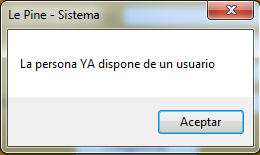 Le Pine - Sistema
La persona YA dispone de un usuario
Aceptar